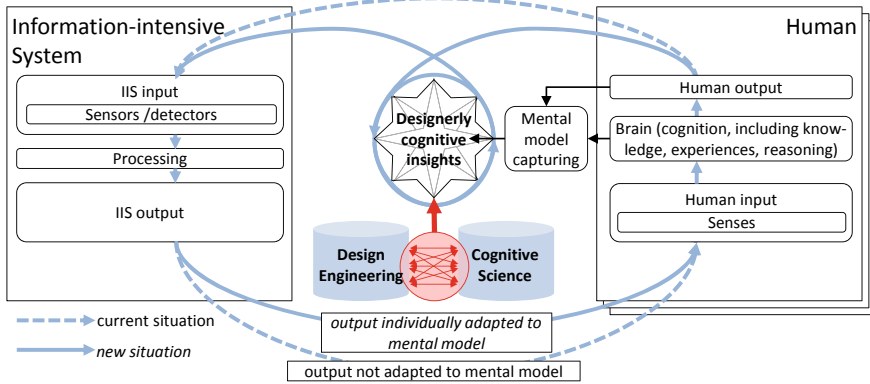 Information-intensive
System
IIS input
Sensors /detectors
Processing
IIS output
Designerly
cognitive
insights
Mental
model
capturing
Human
Human output
Brain (cognition, including know-
ledge, experiences, reasoning)
Human input
Senses
Design
Engineering
Cognitive
Science
current situation
new situation
output individually adapted to
mental model
output not adapted to mental model